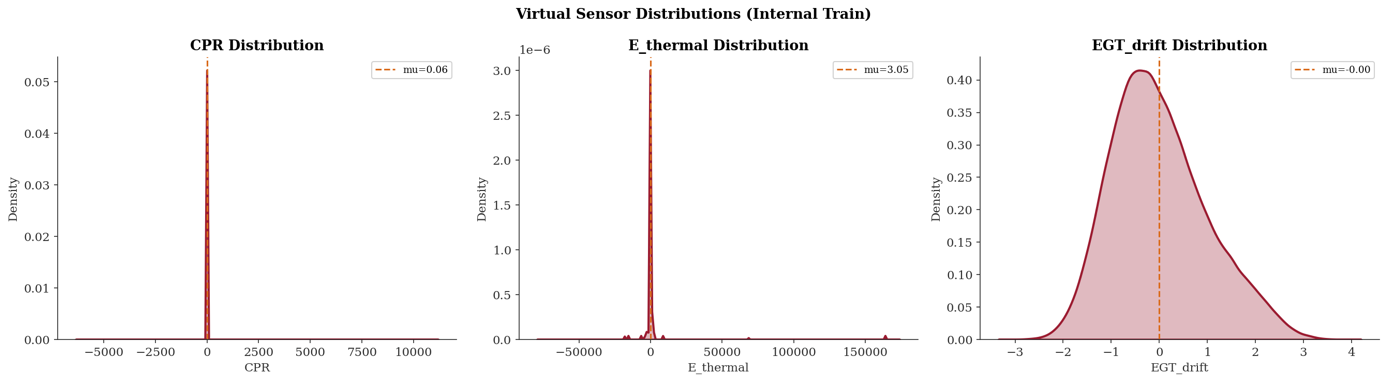 Virtual Sensor Distributions (Internal Train)
CPR Distribution
mu=0.06
0.05
0.04
0.03
0.02
0.01
0.00
Density
−5000 −2500 0 2500 5000 7500 10000
CPR
E_thermal Distribution
1e−6
mu=3.05
3.0
2.5
2.0
1.5
1.0
0.5
0.0
Density
−50000 0 50000 100000 150000
E_thermal
EGT_drift Distribution
mu=-0.00
0.40
0.35
0.30
0.25
0.20
0.15
0.10
0.05
0.00
Density
−3 −2 −1 0 1 2 3 4
EGT_drift